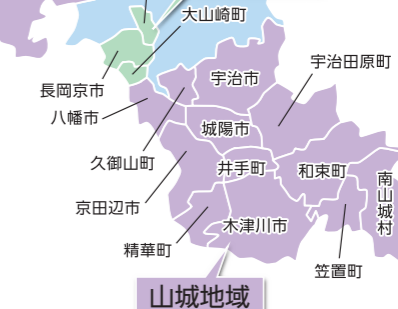 大山崎町
宇治田原町
宇治市
長岡京市
八幡市
城陽市
久御山町
井手町
和束町
南山城村
京田辺市
木津川市
精華町
笠置町
山城地域